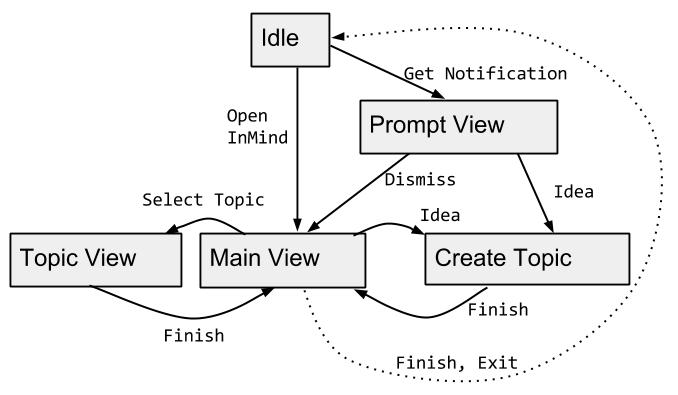 Idle
Get Notification
Open
InMind
Prompt View
Dismiss
Idea
Select Topic
Idea
Topic View
Main View
Create Topic
Finish
Finish
Finish, Exit